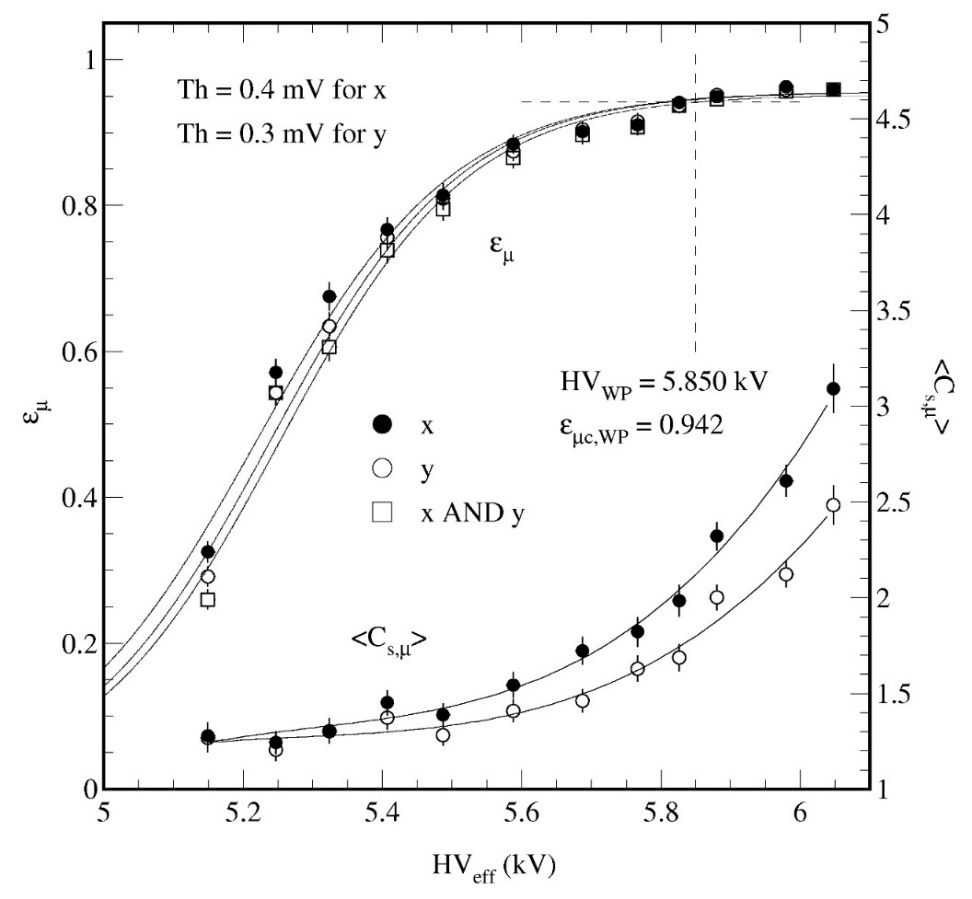 Th = 0.4 mV for x
Th = 0.3 mV for y
εμ
HV_WP = 5.850 kV
ε_μc,WP = 0.942
x
y
x AND y
<C_s,μ>
εμ
<C_s,μ>
1
0.8
0.6
0.4
0.2
0
5
4.5
4
3.5
3
2.5
2
1.5
1
5 5.2 5.4 5.6 5.8 6
HV_eff (kV)